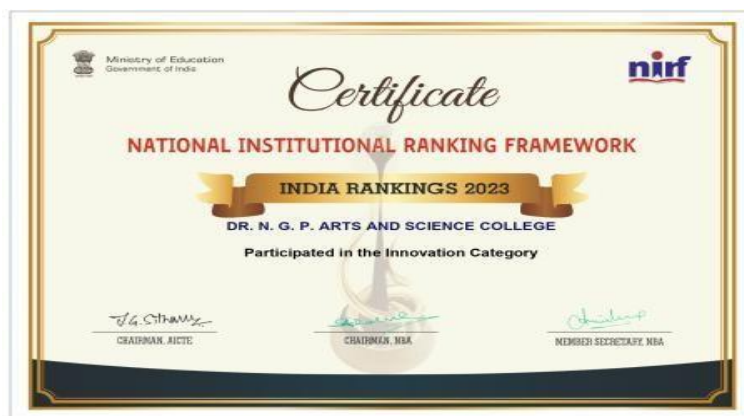 Ministry of Education
Government of India
nirf
Certificate
NATIONAL INSTITUTIONAL RANKING FRAMEWORK
INDIA RANKINGS 2023
DR. N. G. P. ARTS AND SCIENCE COLLEGE
Participated in the Innovation Category
CHAIRMAN, AICTE
CHAIRMAN, NBA
MEMBER SECRETARY, NBA